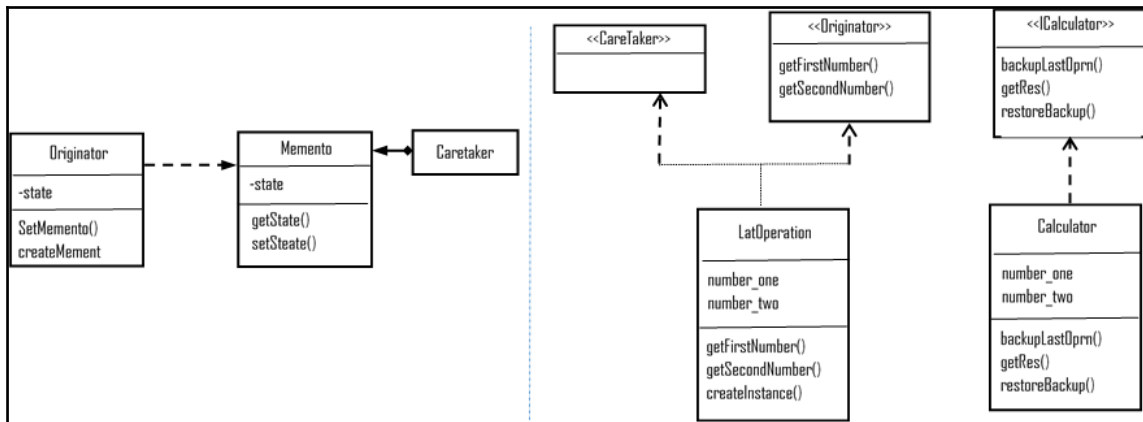 Originator
-state
SetMemento()
createMement
Memento
-state
getState()
setSteate()
Caretaker
<<CareTaker>>
<<Originator>>
getFirstNumber()
getSecondNumber()
<<ICalculator>>
backupLastOprn()
getRes()
restoreBackup()
LatOperation
number_one
number_two
getFirstNumber()
getSecondNumber()
createInstance()
Calculator
number_one
number_two
backupLastOprn()
getRes()
restoreBackup()